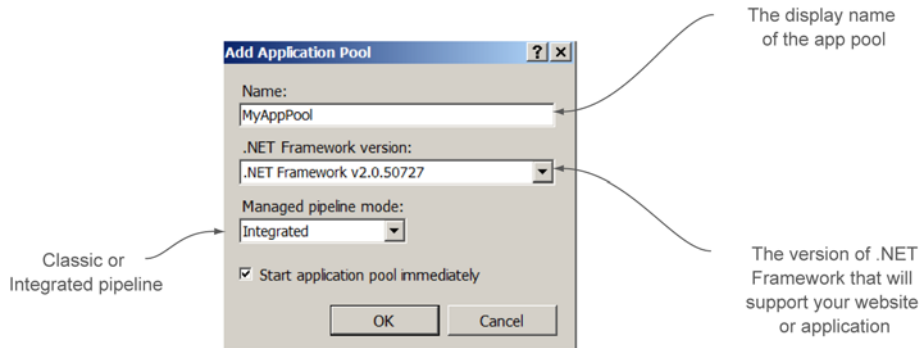 The display name
of the app pool
Add Application Pool
Name:
MyAppPool
.NET Framework version:
.NET Framework v2.0.50727
Managed pipeline mode:
Integrated
Classic or
Integrated pipeline
Start application pool immediately
The version of .NET
Framework that will
support your website
or application
OK Cancel